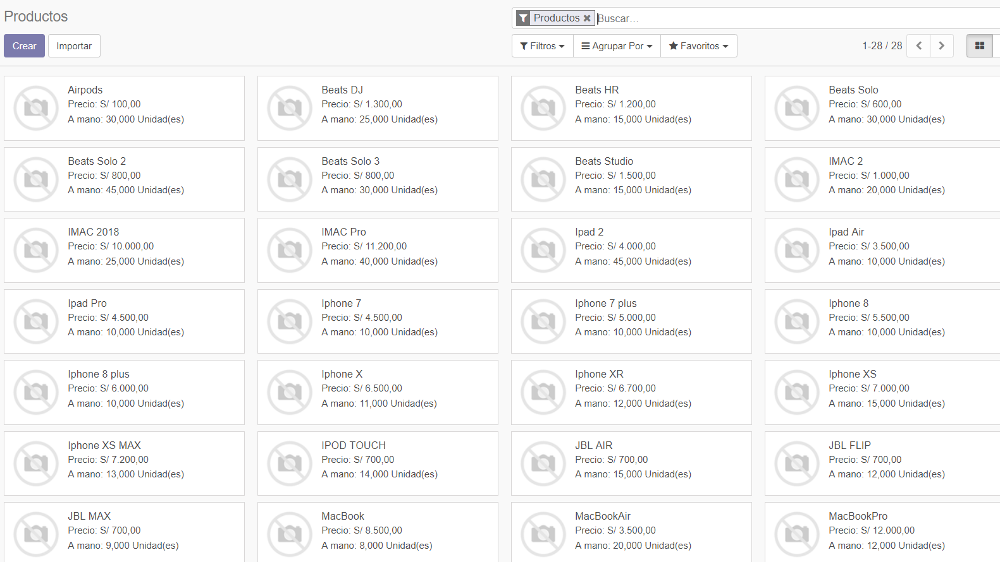 Productos
Productos Buscar...
Crear Importar
Filtros Agrupar Por Favoritos 1-28 / 28
Airpods
Precio: S/ 100,00
A mano: 30,000 Unidad(es)
Beats DJ
Precio: S/ 1.300,00
A mano: 25,000 Unidad(es)
Beats HR
Precio: S/ 1.200,00
A mano: 15,000 Unidad(es)
Beats Solo
Precio: S/ 600,00
A mano: 30,000 Unidad(es)
Beats Solo 2
Precio: S/ 800,00
A mano: 45,000 Unidad(es)
Beats Solo 3
Precio: S/ 800,00
A mano: 30,000 Unidad(es)
Beats Studio
Precio: S/ 1.500,00
A mano: 15,000 Unidad(es)
IMAC 2
Precio: S/ 1.000,00
A mano: 20,000 Unidad(es)
IMAC 2018
Precio: S/ 10.000,00
A mano: 25,000 Unidad(es)
IMAC Pro
Precio: S/ 11.200,00
A mano: 40,000 Unidad(es)
Ipad 2
Precio: S/ 4.000,00
A mano: 45,000 Unidad(es)
Ipad Air
Precio: S/ 3.500,00
A mano: 10,000 Unidad(es)
Ipad Pro
Precio: S/ 4.500,00
A mano: 10,000 Unidad(es)
Iphone 7
Precio: S/ 4.500,00
A mano: 10,000 Unidad(es)
Iphone 7 plus
Precio: S/ 5.000,00
A mano: 10,000 Unidad(es)
Iphone 8
Precio: S/ 5.500,00
A mano: 10,000 Unidad(es)
Iphone 8 plus
Precio: S/ 6.000,00
A mano: 10,000 Unidad(es)
Iphone X
Precio: S/ 6.500,00
A mano: 11,000 Unidad(es)
Iphone XR
Precio: S/ 6.700,00
A mano: 12,000 Unidad(es)
Iphone XS
Precio: S/ 7.000,00
A mano: 15,000 Unidad(es)
Iphone XS MAX
Precio: S/ 7.200,00
A mano: 13,000 Unidad(es)
IPOD TOUCH
Precio: S/ 700,00
A mano: 14,000 Unidad(es)
JBL AIR
Precio: S/ 700,00
A mano: 15,000 Unidad(es)
JBL FLIP
Precio: S/ 700,00
A mano: 12,000 Unidad(es)
JBL MAX
Precio: S/ 700,00
A mano: 9,000 Unidad(es)
MacBook
Precio: S/ 8.500,00
A mano: 8,000 Unidad(es)
MacBookAir
Precio: S/ 3.500,00
A mano: 20,000 Unidad(es)
MacBookPro
Precio: S/ 12.000,00
A mano: 12,000 Unidad(es)